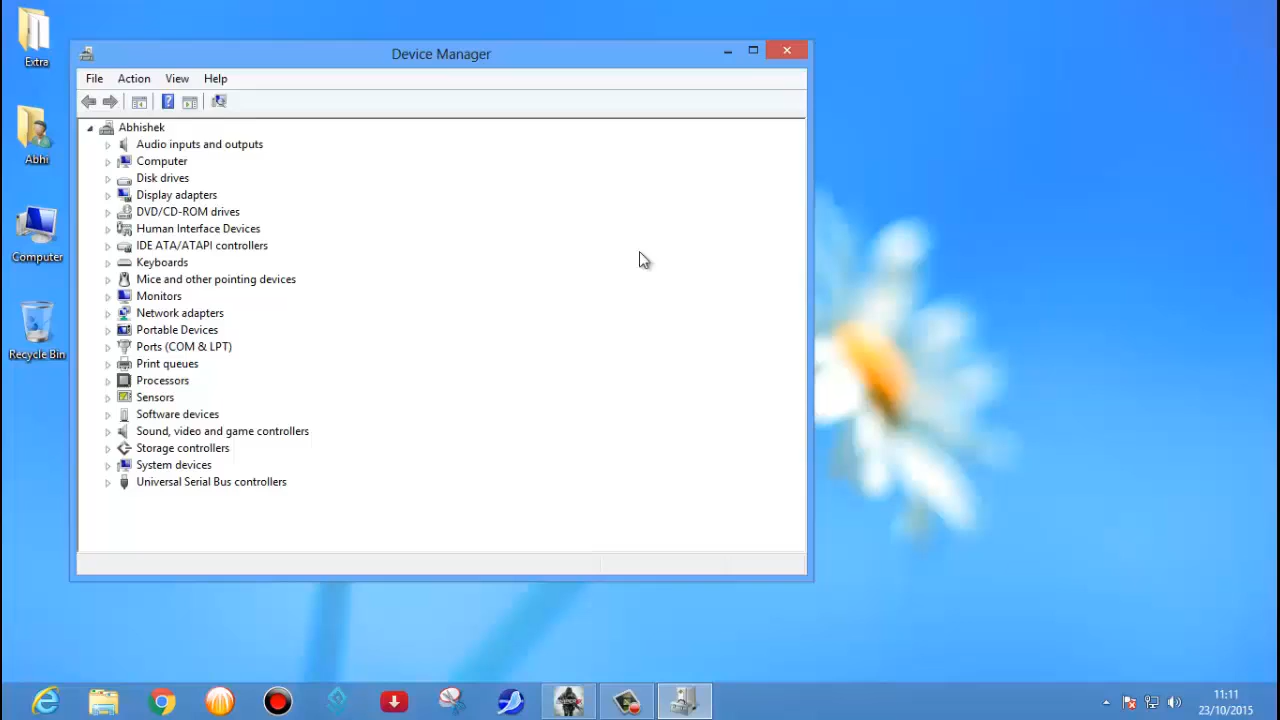 Extra
Abhi
Computer
Recycle Bin
Device Manager
File Action View Help
Abhishek
Audio inputs and outputs
Computer
Disk drives
Display adapters
DVD/CD-ROM drives
Human Interface Devices
IDE ATA/ATAPI controllers
Keyboards
Mice and other pointing devices
Monitors
Network adapters
Portable Devices
Ports (COM & LPT)
Print queues
Processors
Sensors
Software devices
Sound, video and game controllers
Storage controllers
System devices
Universal Serial Bus controllers
11:11
23/10/2015